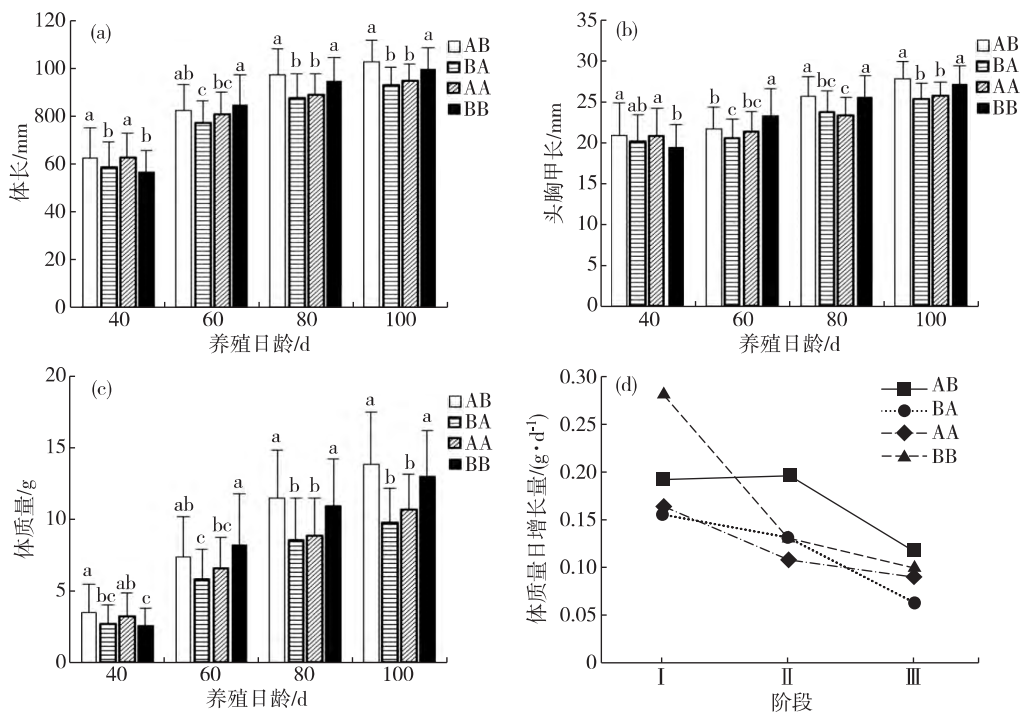 (a)
120
100
800
60
40
20
0
体长/mm
a b a b
ab c bc a
a b b a
a b b a
AB
BA
AA
BB
40 60 80 100
养殖日龄/d
(b)
35
30
25
20
15
10
5
0
头胸甲长/mm
a ab a b
b c bc a
a bc c a
a b b a
AB
BA
AA
BB
40 60 80 100
养殖日龄/d
(c)
20
15
10
5
0
体质量/g
a bc ab c
ab c bc a
a b b a
a b b a
AB
BA
AA
BB
40 60 80 100
养殖日龄/d
(d)
0.30
0.25
0.20
0.15
0.10
0.05
0
体质量日增长量/(g·d⁻¹)
AB
BA
AA
BB
Ⅰ Ⅱ Ⅲ
阶段